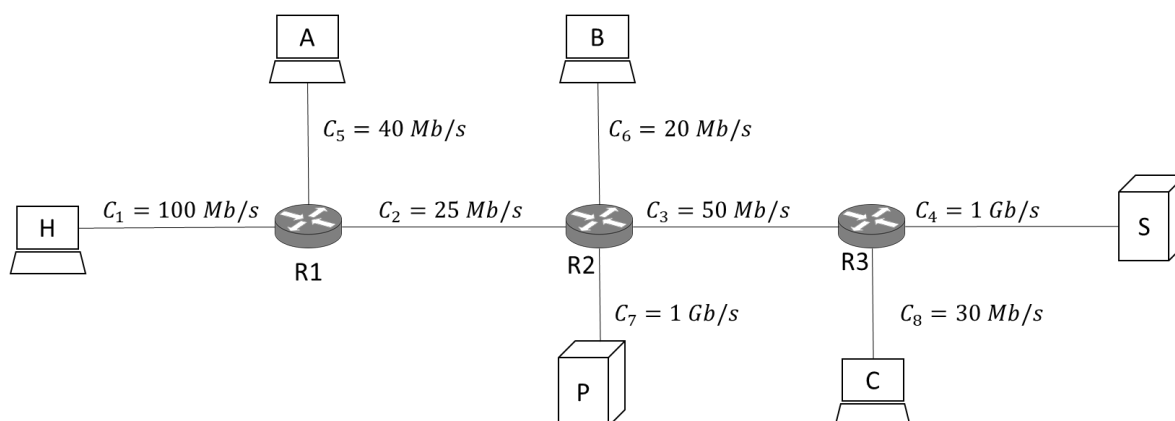 A
B
C₅ = 40 Mb/s
C₆ = 20 Mb/s
H
C₁ = 100 Mb/s
C₂ = 25 Mb/s
C₃ = 50 Mb/s
C₄ = 1 Gb/s
S
R1
R2
R3
C₇ = 1 Gb/s
C₈ = 30 Mb/s
P
C